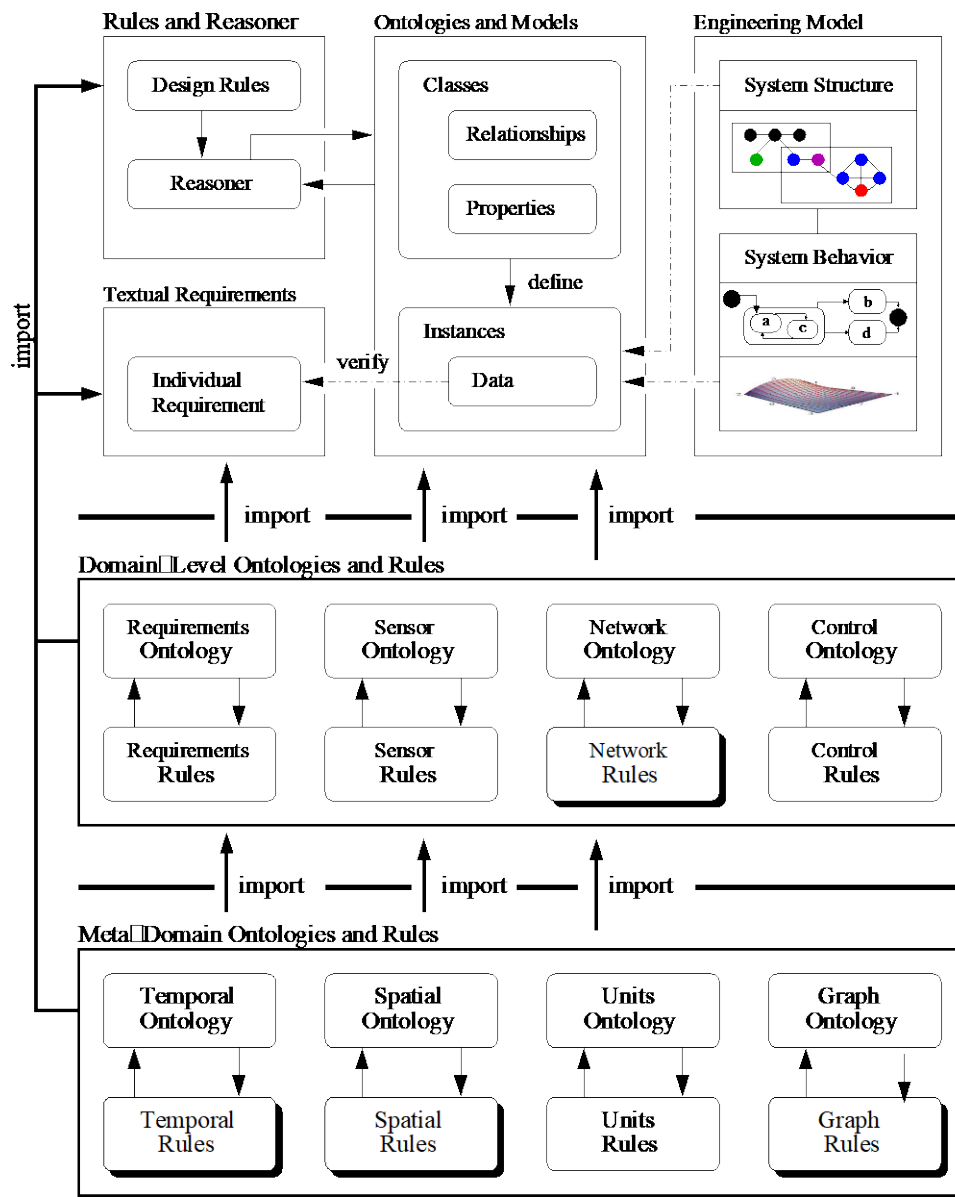 Rules and Reasoner
Ontologies and Models
Engineering Model
Design Rules
Reasoner
Classes
Relationships
Properties
System Structure
define
System Behavior
a
c
b
d
Textual Requirements
Individual
Requirement
verify
Instances
Data
import
import
import
import
Domain□Level Ontologies and Rules
Requirements
Ontology
Sensor
Ontology
Network
Ontology
Control
Ontology
Requirements
Rules
Sensor
Rules
Network
Rules
Control
Rules
import
import
import
Meta□Domain Ontologies and Rules
Temporal
Ontology
Spatial
Ontology
Units
Ontology
Graph
Ontology
Temporal
Rules
Spatial
Rules
Units
Rules
Graph
Rules